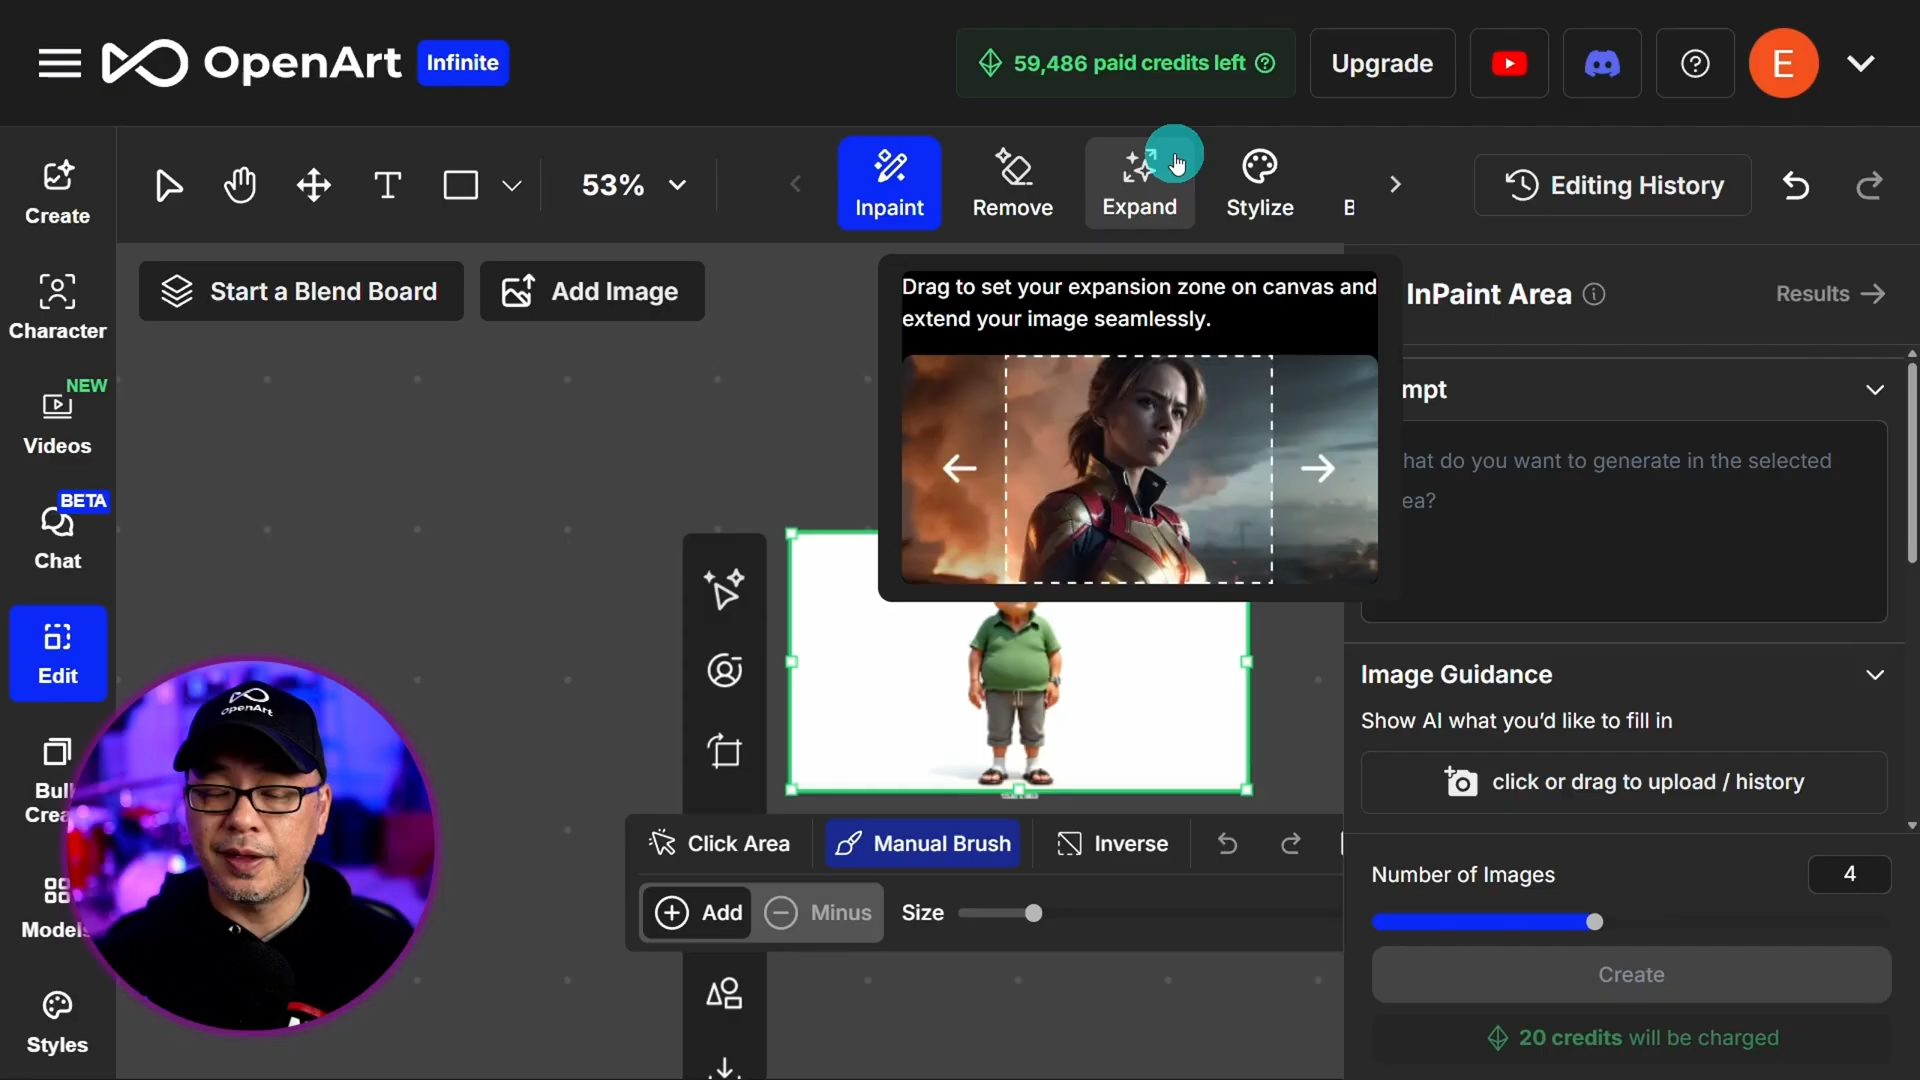 OpenArt Infinite
59,486 paid credits left
Upgrade
E
Create
T
53%
Inpaint
Remove
Expand
Stylize
Editing History
Start a Blend Board
Add Image
Drag to set your expansion zone on canvas and
extend your image seamlessly.
InPaint Area
Results
Character
NEW
Videos
BETA
Chat
Edit
Models
Styles
mpt
hat do you want to generate in the selected
ea?
Image Guidance
Show AI what you'd like to fill in
click or drag to upload / history
OpenArt
Click Area
Manual Brush
Inverse
Add
Minus
Size
Number of Images
4
Create
20 credits will be charged